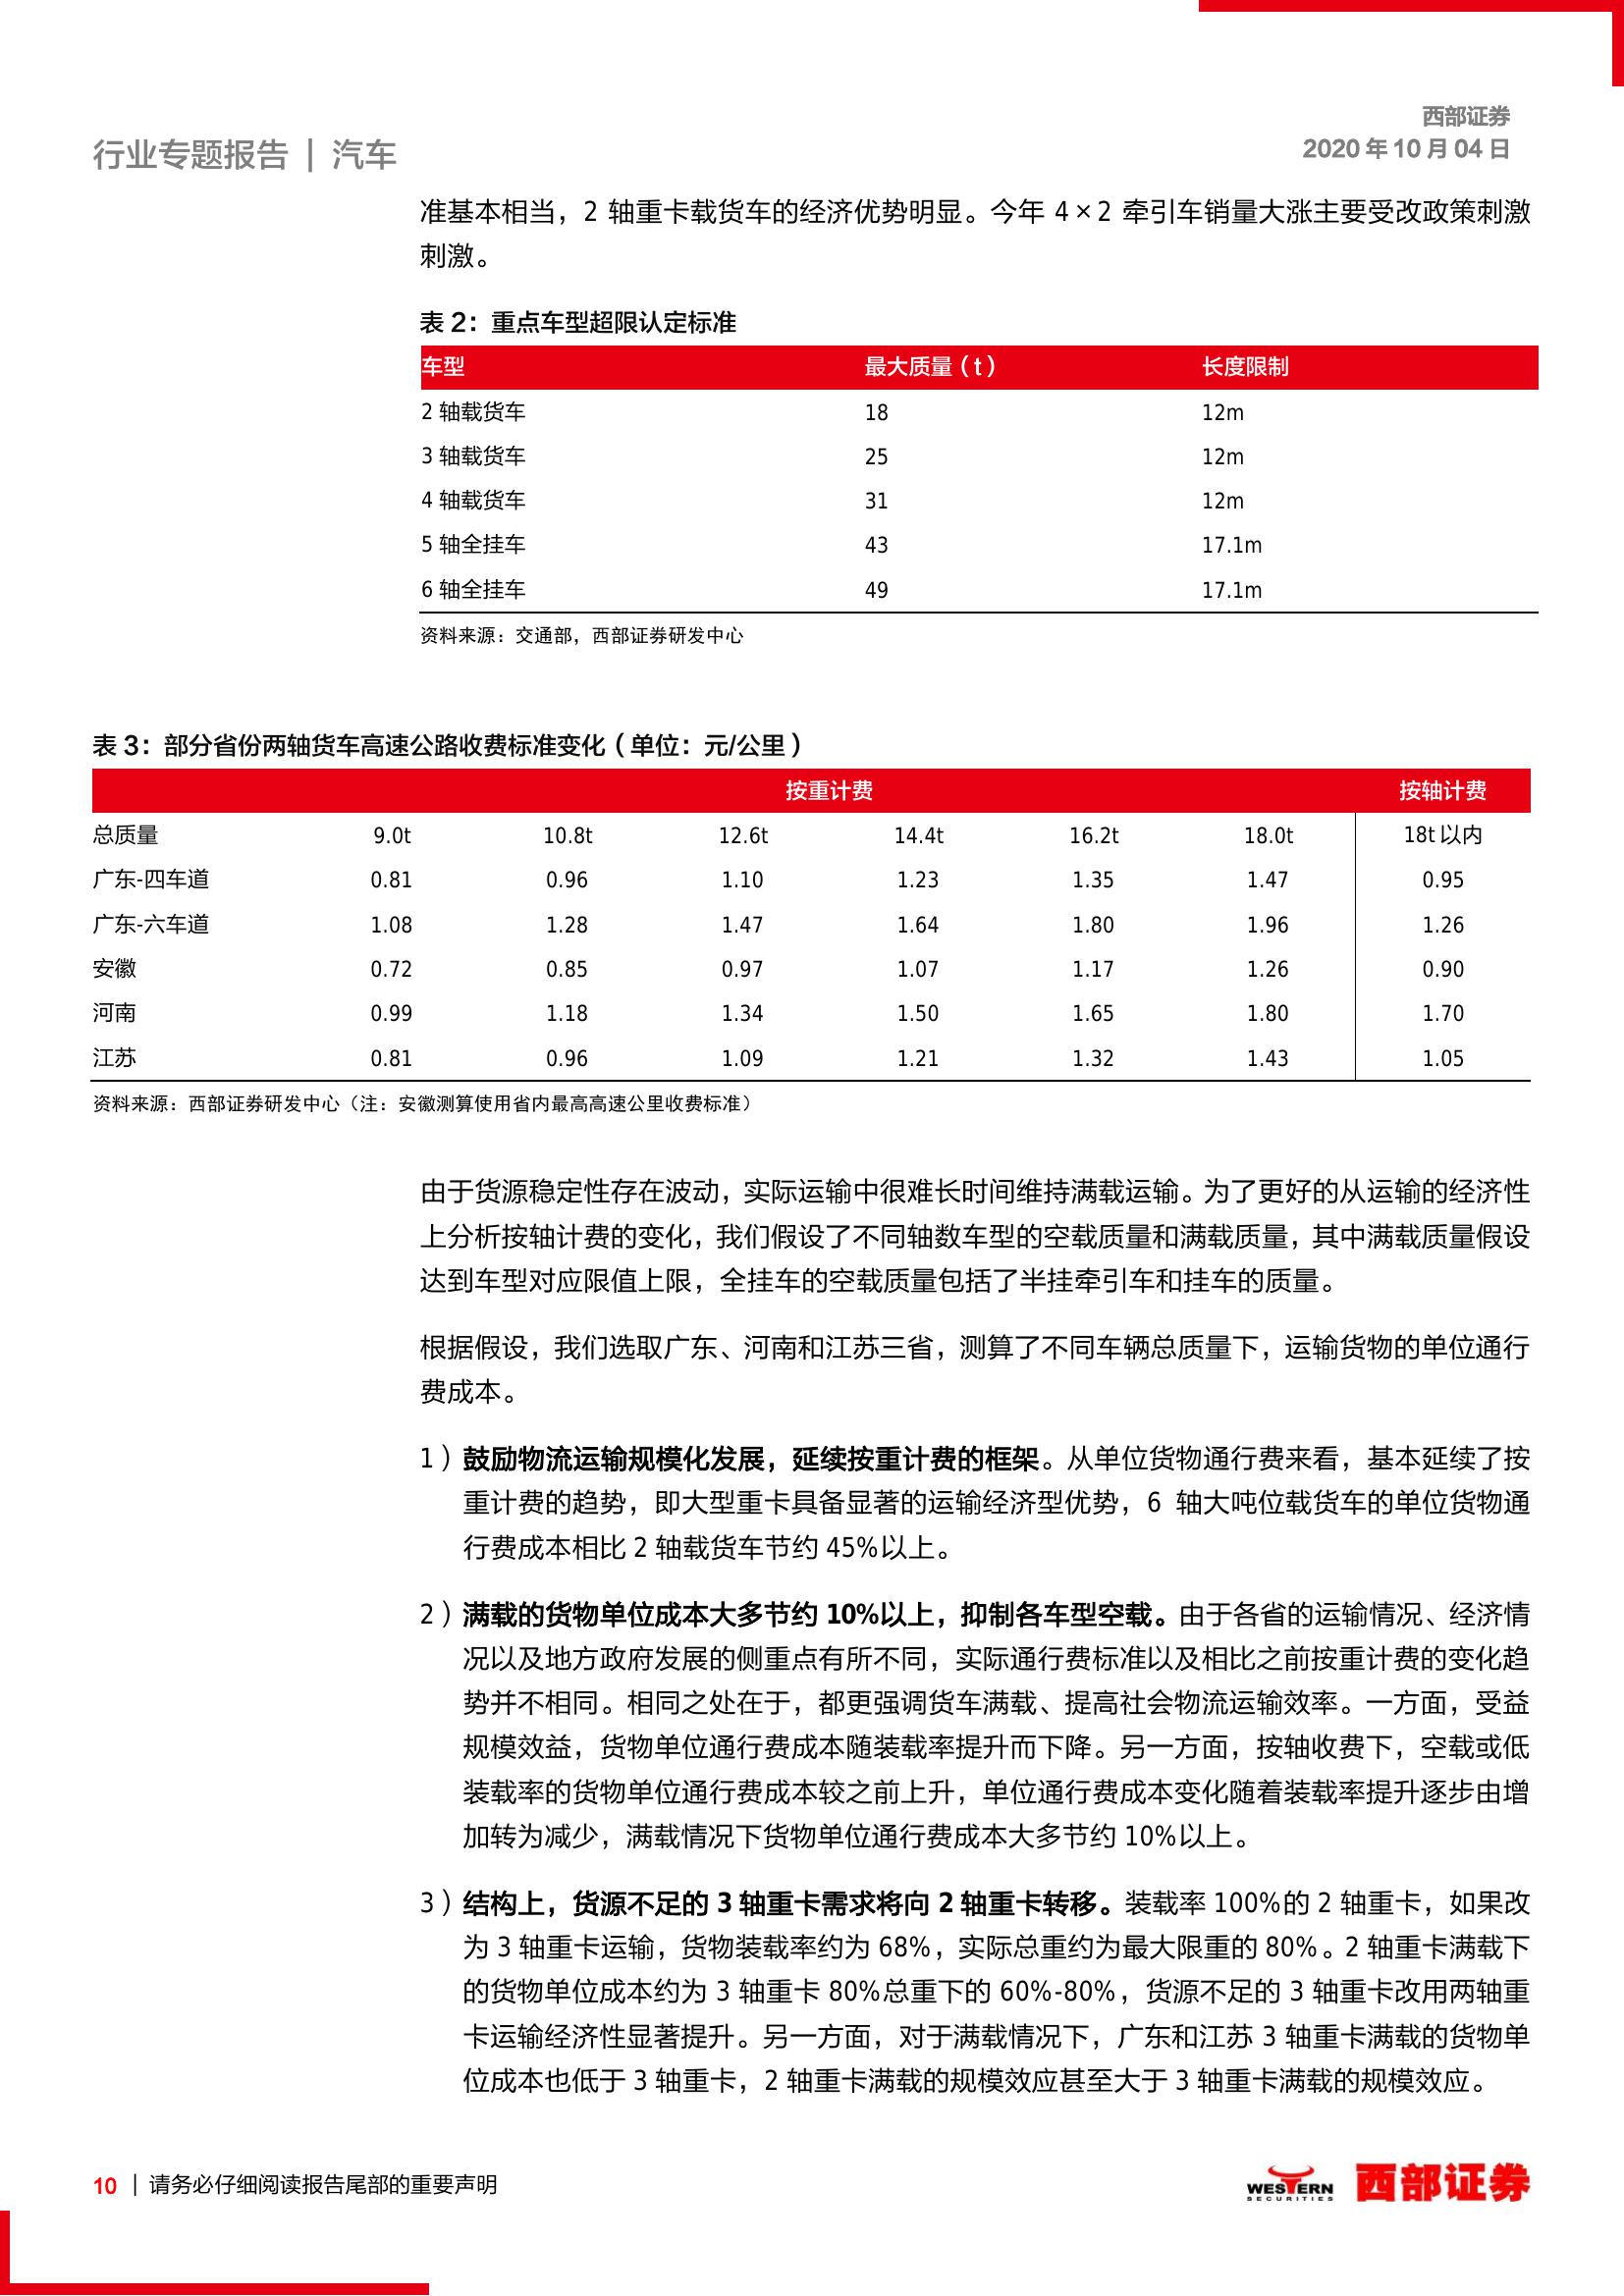 西部证券
行业专题报告 | 汽车
2020 年 10 月 04 日
准基本相当，2 轴重卡载货车的经济优势明显。今年 4×2 牵引车销量大涨主要受改政策刺激
刺激。
表 2：重点车型超限认定标准
车型 最大质量（t） 长度限制
2 轴载货车 18 12m
3 轴载货车 25 12m
4 轴载货车 31 12m
5 轴全挂车 43 17.1m
6 轴全挂车 49 17.1m
资料来源：交通部，西部证券研发中心
表 3：部分省份两轴货车高速公路收费标准变化（单位：元/公里）
按重计费 按轴计费
总质量 9.0t 10.8t 12.6t 14.4t 16.2t 18.0t 18t 以内
广东-四车道 0.81 0.96 1.10 1.23 1.35 1.47 0.95
广东-六车道 1.08 1.28 1.47 1.64 1.80 1.96 1.26
安徽 0.72 0.85 0.97 1.07 1.17 1.26 0.90
河南 0.99 1.18 1.34 1.50 1.65 1.80 1.70
江苏 0.81 0.96 1.09 1.21 1.32 1.43 1.05
资料来源：西部证券研发中心（注：安徽测算使用省内最高高速公里收费标准）
由于货源稳定性存在波动，实际运输中很难长时间维持满载运输。为了更好的从运输的经济性
上分析按轴计费的变化，我们假设了不同轴数车型的空载质量和满载质量，其中满载质量假设
达到车型对应限值上限，全挂车的空载质量包括了半挂牵引车和挂车的质量。
根据假设，我们选取广东、河南和江苏三省，测算了不同车辆总质量下，运输货物的单位通行
费成本。
1）鼓励物流运输规模化发展，延续按重计费的框架。从单位货物通行费来看，基本延续了按
重计费的趋势，即大型重卡具备显著的运输经济型优势，6 轴大吨位载货车的单位货物通
行费成本相比 2 轴载货车节约 45%以上。
2）满载的货物单位成本大多节约 10%以上，抑制各车型空载。由于各省的运输情况、经济情
况以及地方政府发展的侧重点有所不同，实际通行费标准以及相比之前按重计费的变化趋
势并不相同。相同之处在于，都更强调货车满载、提高社会物流运输效率。一方面，受益
规模效益，货物单位通行费成本随装载率提升而下降。另一方面，按轴收费下，空载或低
装载率的货物单位通行费成本较之前上升，单位通行费成本变化随着装载率提升逐步由增
加转为减少，满载情况下货物单位通行费成本大多节约 10%以上。
3）结构上，货源不足的 3 轴重卡需求将向 2 轴重卡转移。装载率 100%的 2 轴重卡，如果改
为 3 轴重卡运输，货物装载率约为 68%，实际总重约为最大限重的 80%。2 轴重卡满载下
的货物单位成本约为 3 轴重卡 80%总重下的 60%-80%，货源不足的 3 轴重卡改用两轴重
卡运输经济性显著提升。另一方面，对于满载情况下，广东和江苏 3 轴重卡满载的货物单
位成本也低于 3 轴重卡，2 轴重卡满载的规模效应甚至大于 3 轴重卡满载的规模效应。
10 | 请务必仔细阅读报告尾部的重要声明
WESTERN
SECURITIES
西部证券